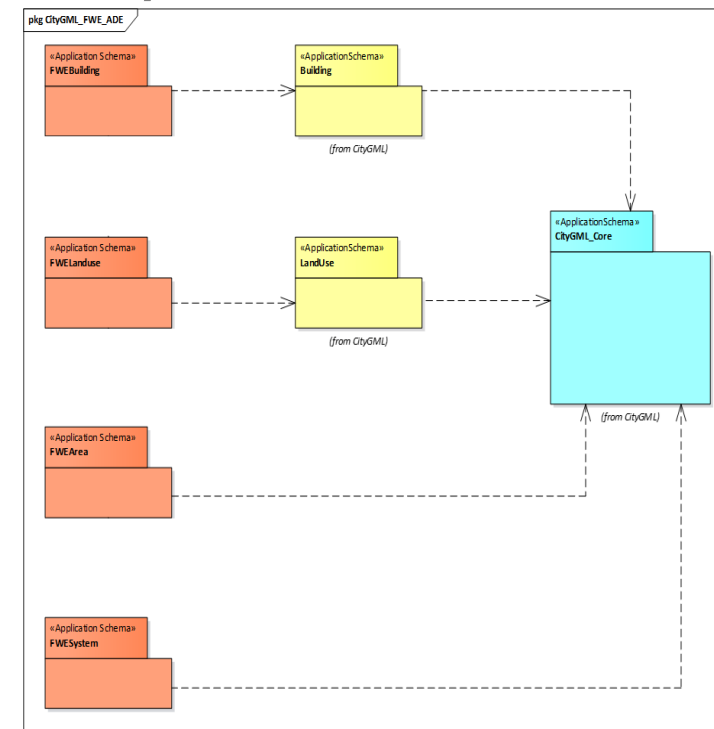 pkg CityGML_FWE_ADE
«Application Schema»
FWEBuilding
«ApplicationSchema»
Building
(from CityGML)
«ApplicationSchema»
CityGML_Core
(from CityGML)
«Application Schema»
FWELanduse
«ApplicationSchema»
LandUse
(from CityGML)
«Application Schema»
FWEArea
«Application Schema»
FWESystem